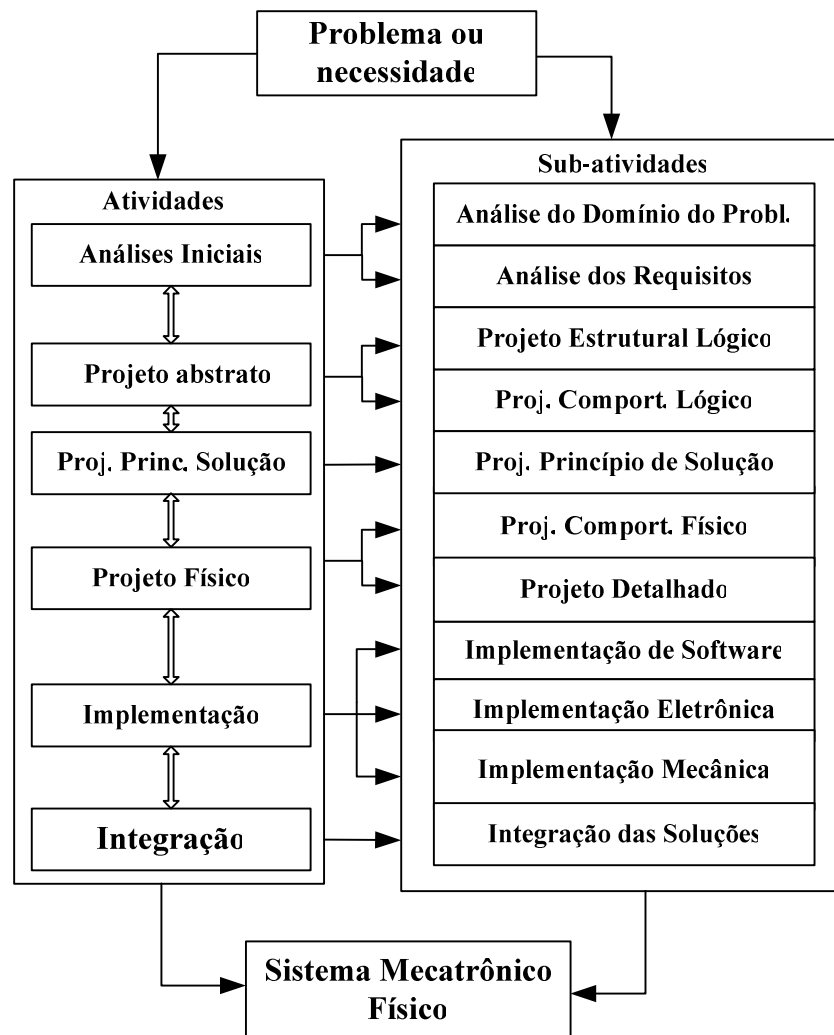 Problema ou
necessidade
Atividades
Análises Iniciais
Projeto abstrato
Proj. Princ. Solução
Projeto Físico
Implementação
Integração
Sub-atividades
Análise do Domínio do Probl.
Análise dos Requisitos
Projeto Estrutural Lógico
Proj. Comport. Lógico
Proj. Princípio de Solução
Proj. Comport. Físico
Projeto Detalhado
Implementação de Software
Implementação Eletrônica
Implementação Mecânica
Integração das Soluções
Sistema Mecatrônico
Físico